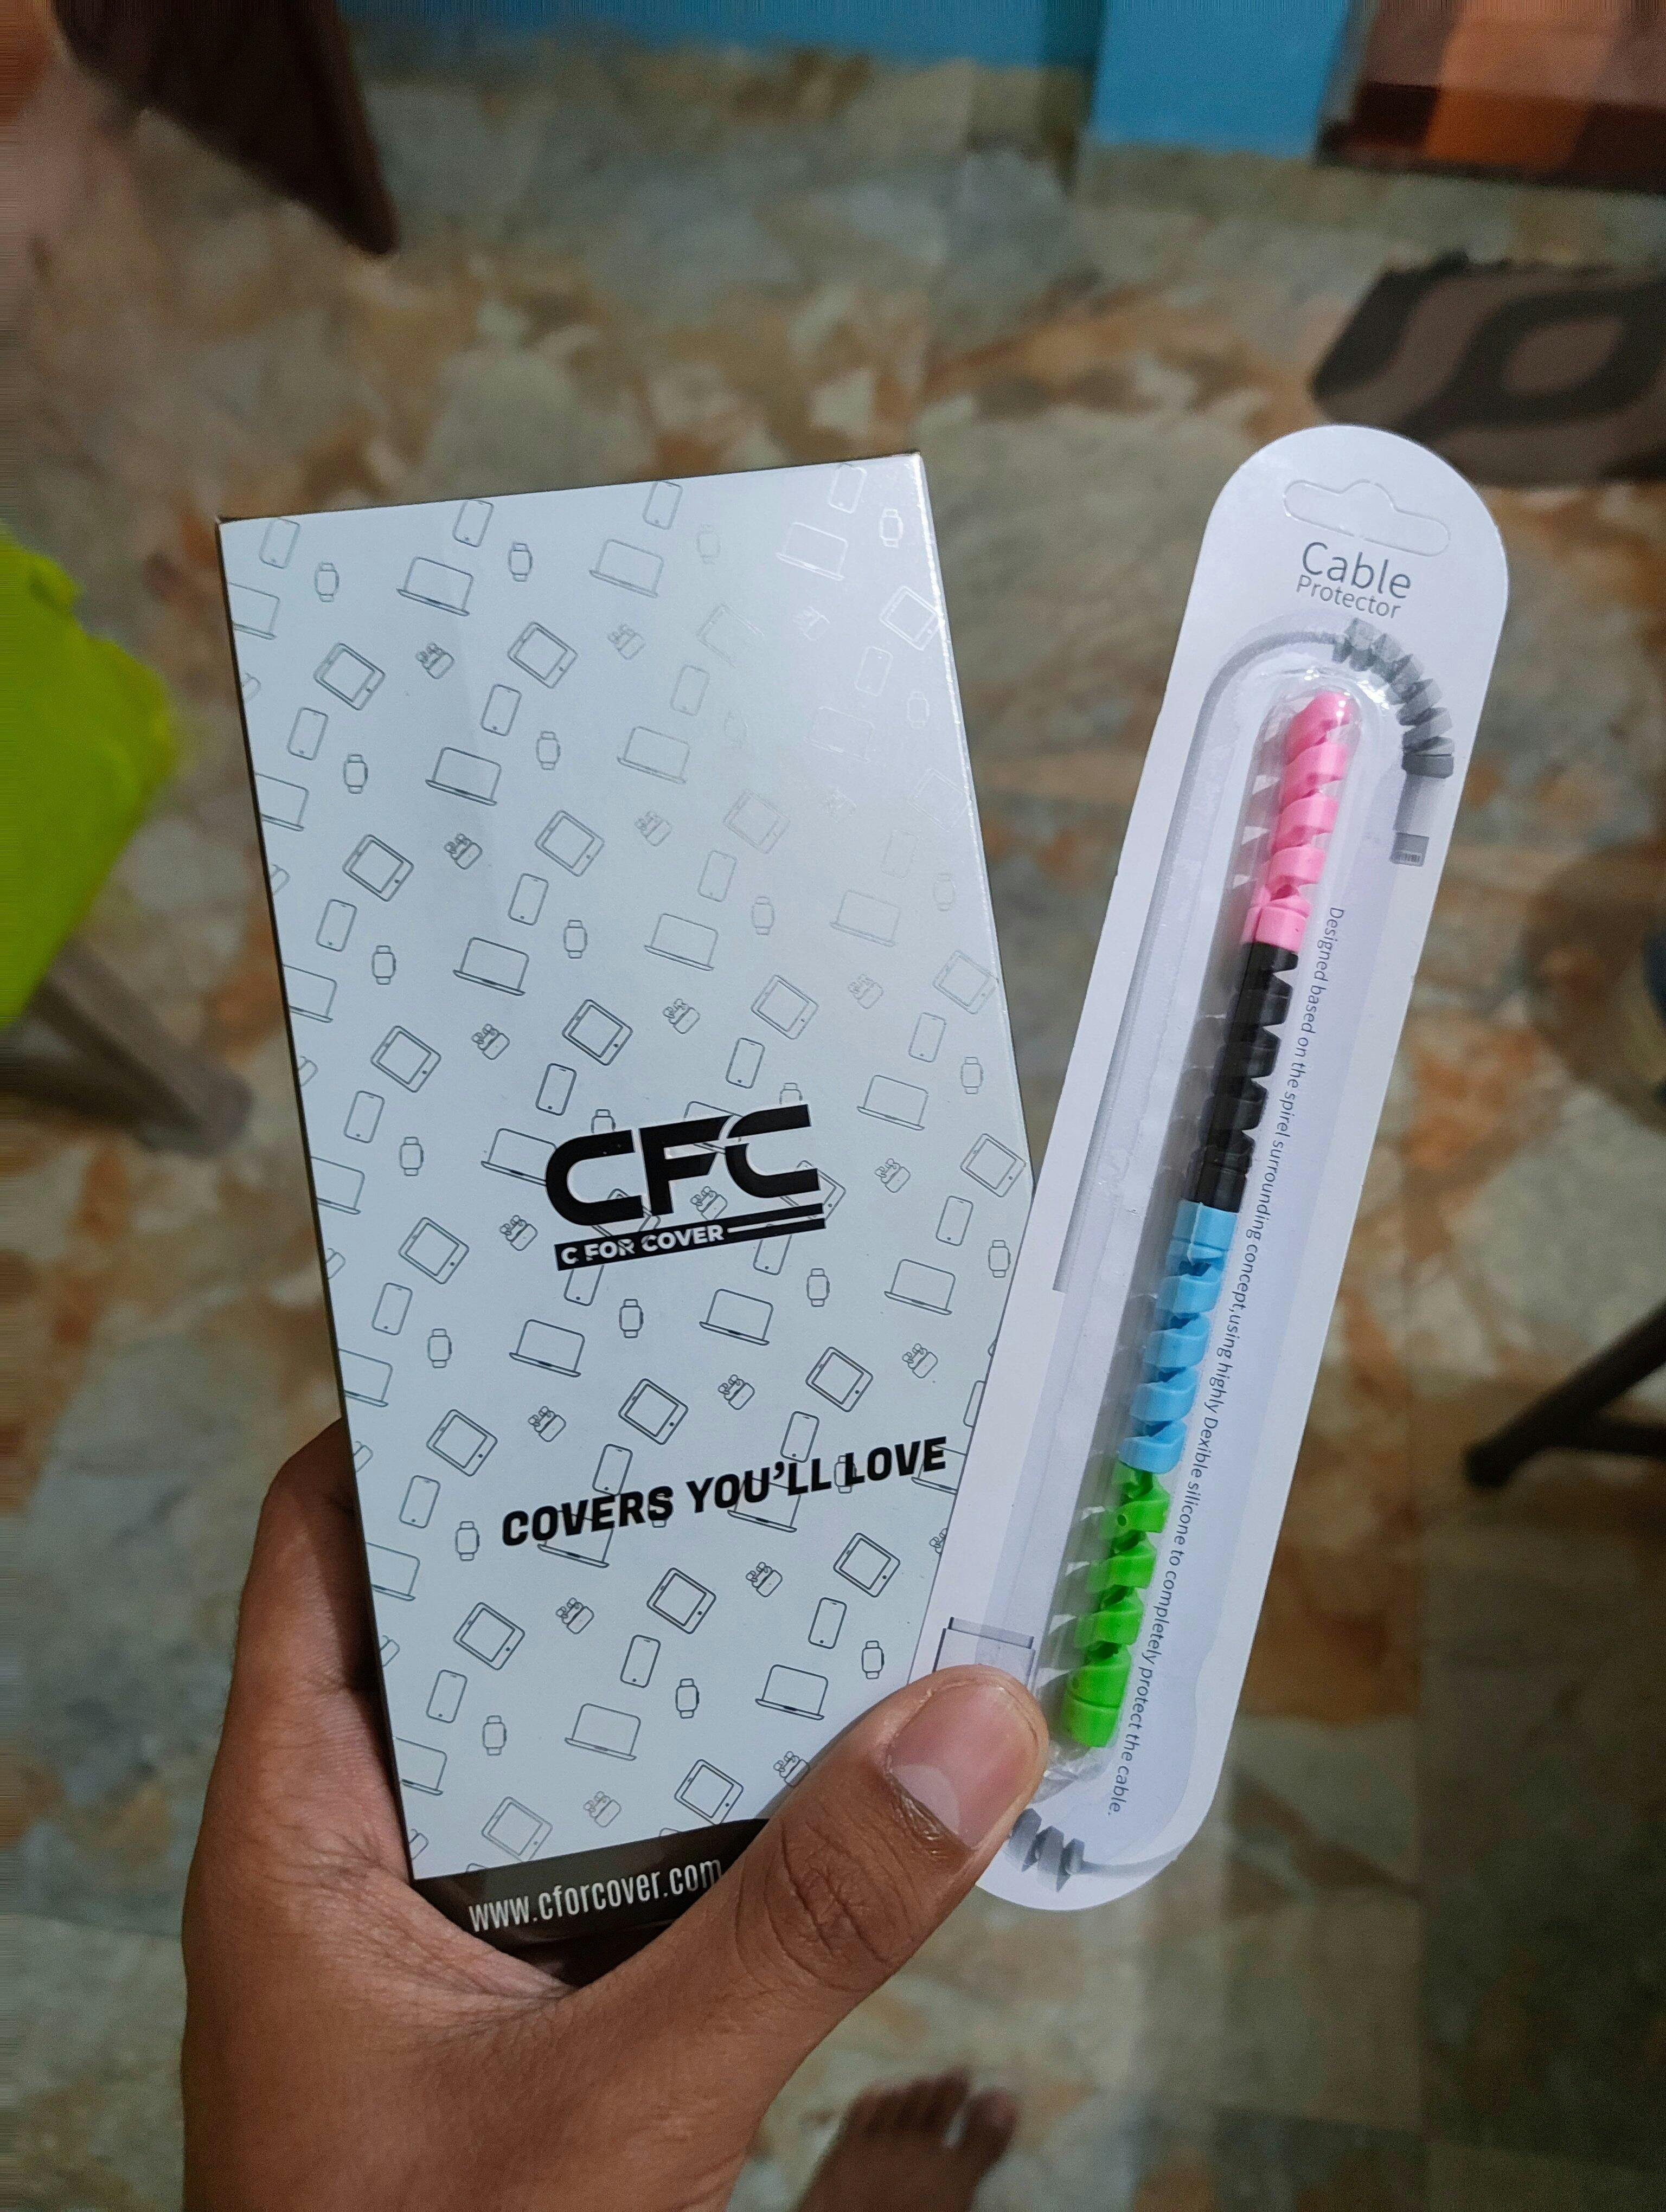 CFC
C FOR COVER
COVERS YOU'LL LOVE
www.cforcover.com
Cable
Protector
Designed based on the spirel surrounding concept,using highly Dexible silicone to completely protect the cable.